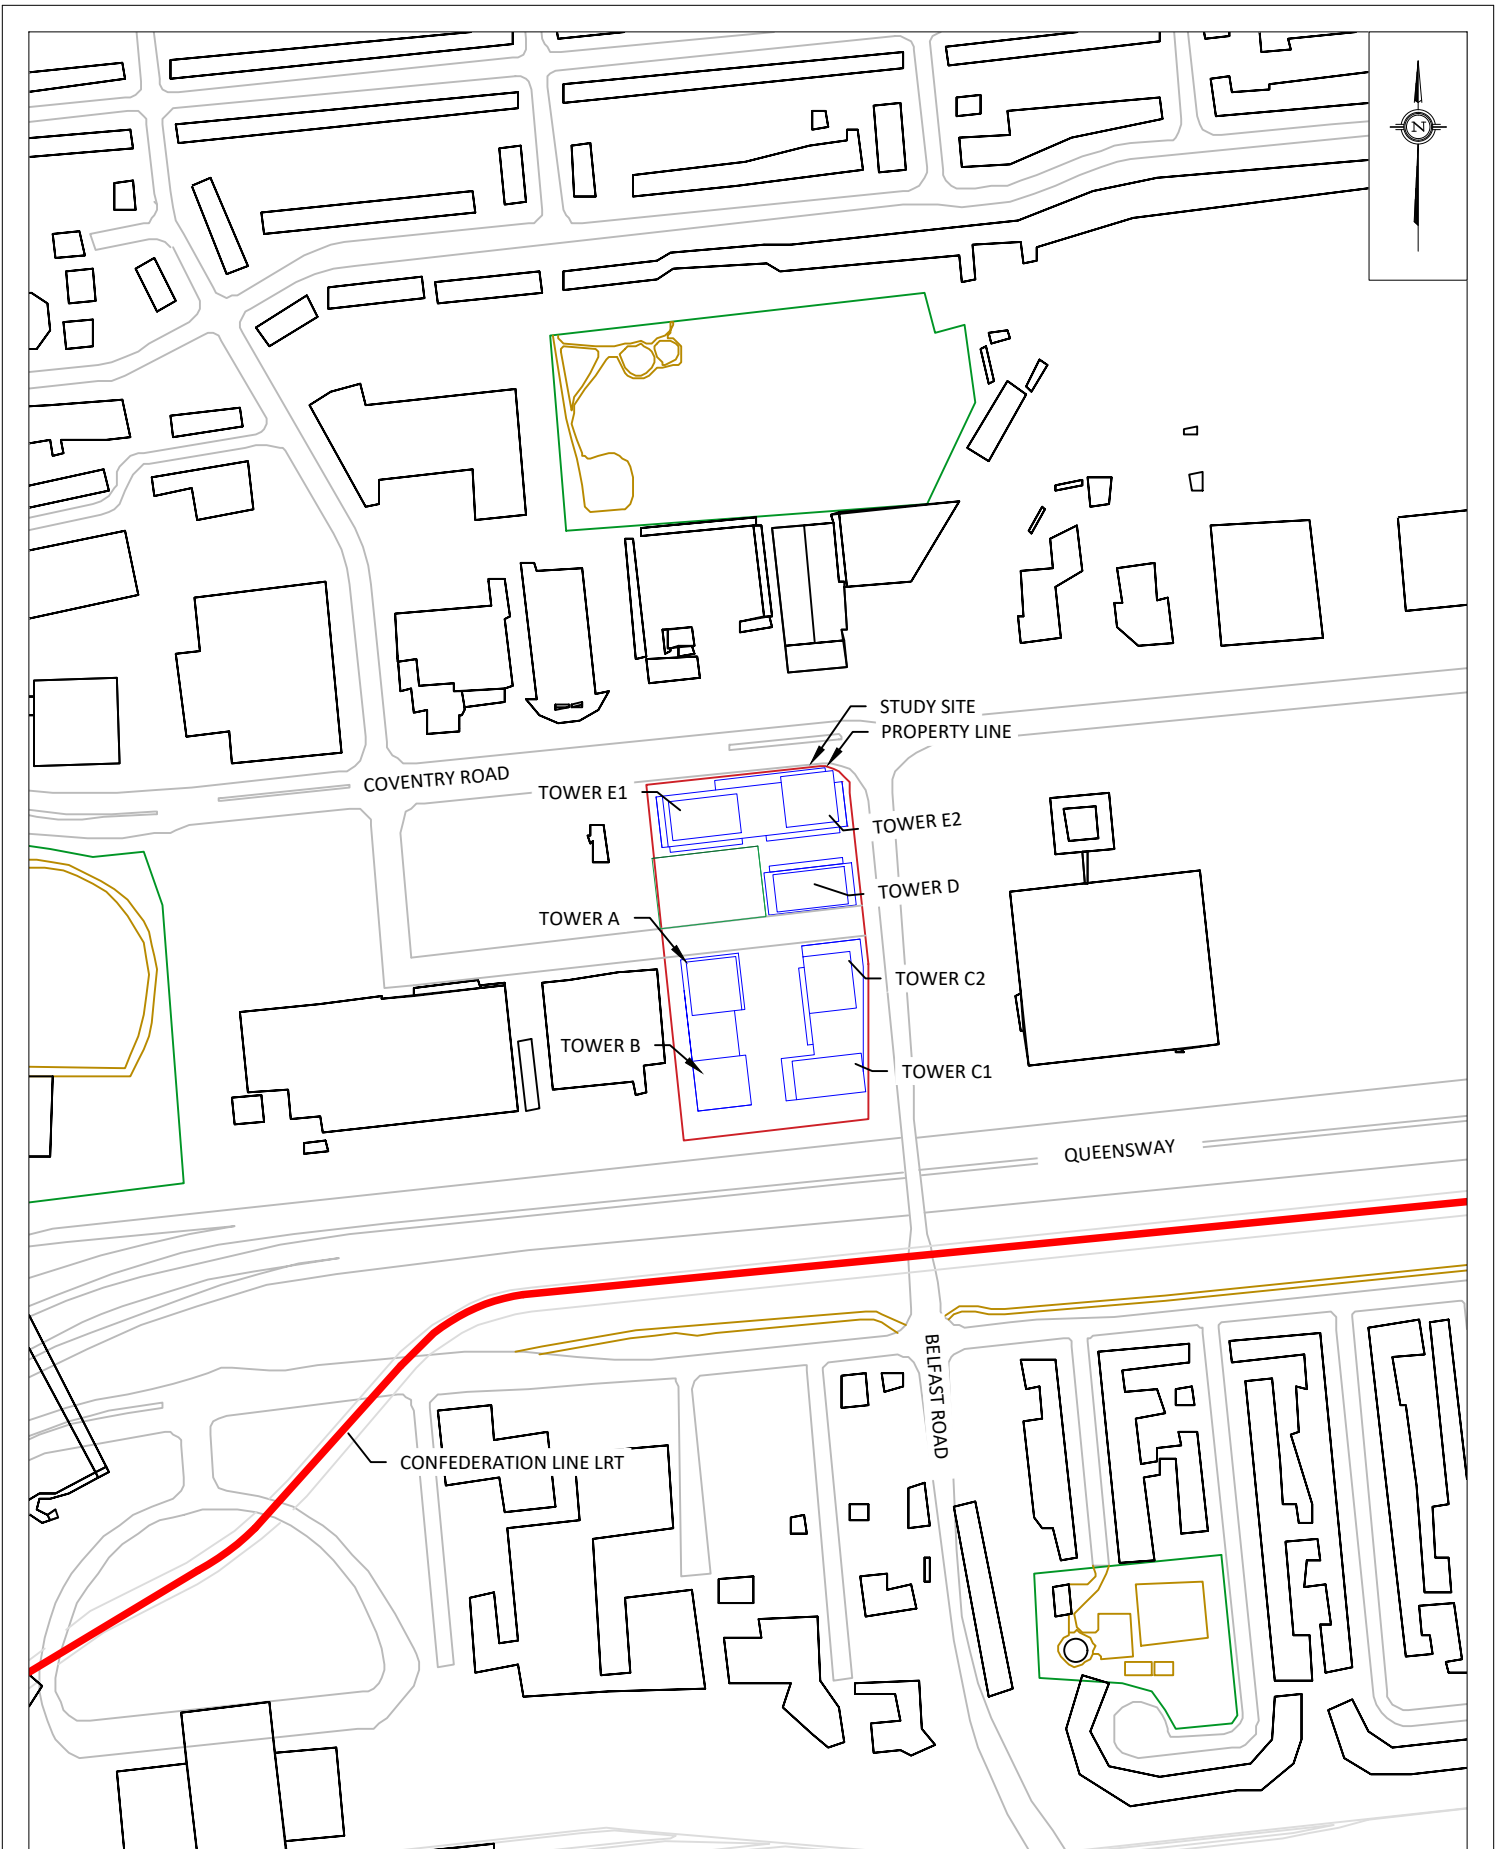 N
STUDY SITE
PROPERTY LINE
COVENTRY ROAD
TOWER E1
TOWER E2
TOWER D
TOWER A
TOWER C2
TOWER B
TOWER C1
QUEENSWAY
BELFAST ROAD
CONFEDERATION LINE LRT